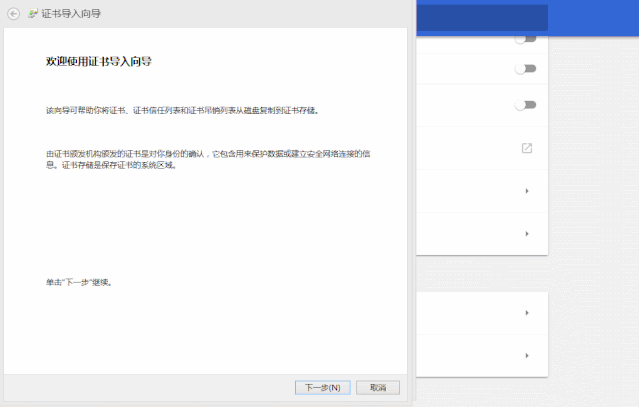 证书导入向导
欢迎使用证书导入向导
该向导可帮助你将证书、证书信任列表和证书吊销列表从磁盘复制到证书存储。
由证书颁发机构颁发的证书是对你身份的确认，它包含用来保护数据或建立安全网络连接的信
息。证书存储是保存证书的系统区域。
单击"下一步"继续。
下一步(N)
取消